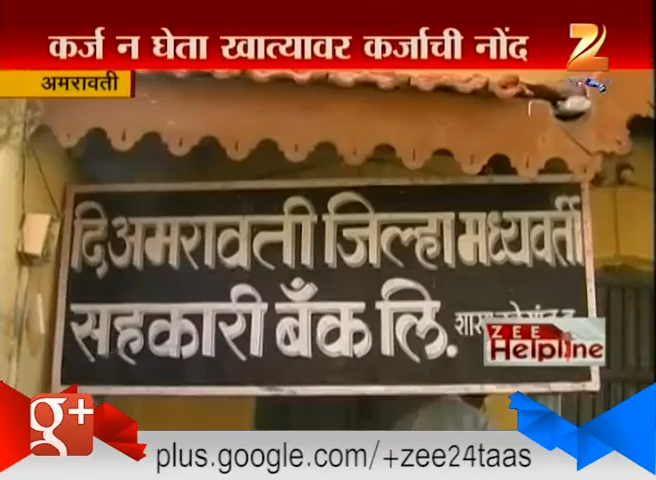 कर्ज न घेता खात्यावर कर्जाची नोंद
अमरावती
दि अमरावती जिल्हा मध्यवर्ती
सहकारी बँक लि.
ZEE
Helpline
g+
plus.google.com/+zee24taas